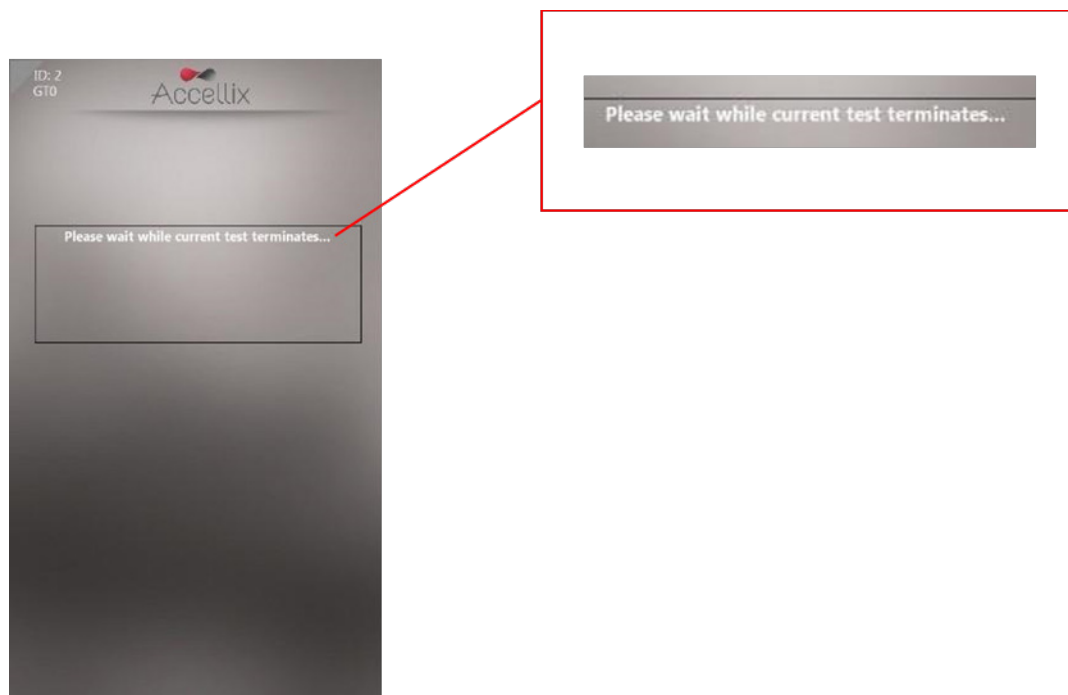 ID: 2
GT0
Accellix
Please wait while current test terminates...
Please wait while current test terminates...